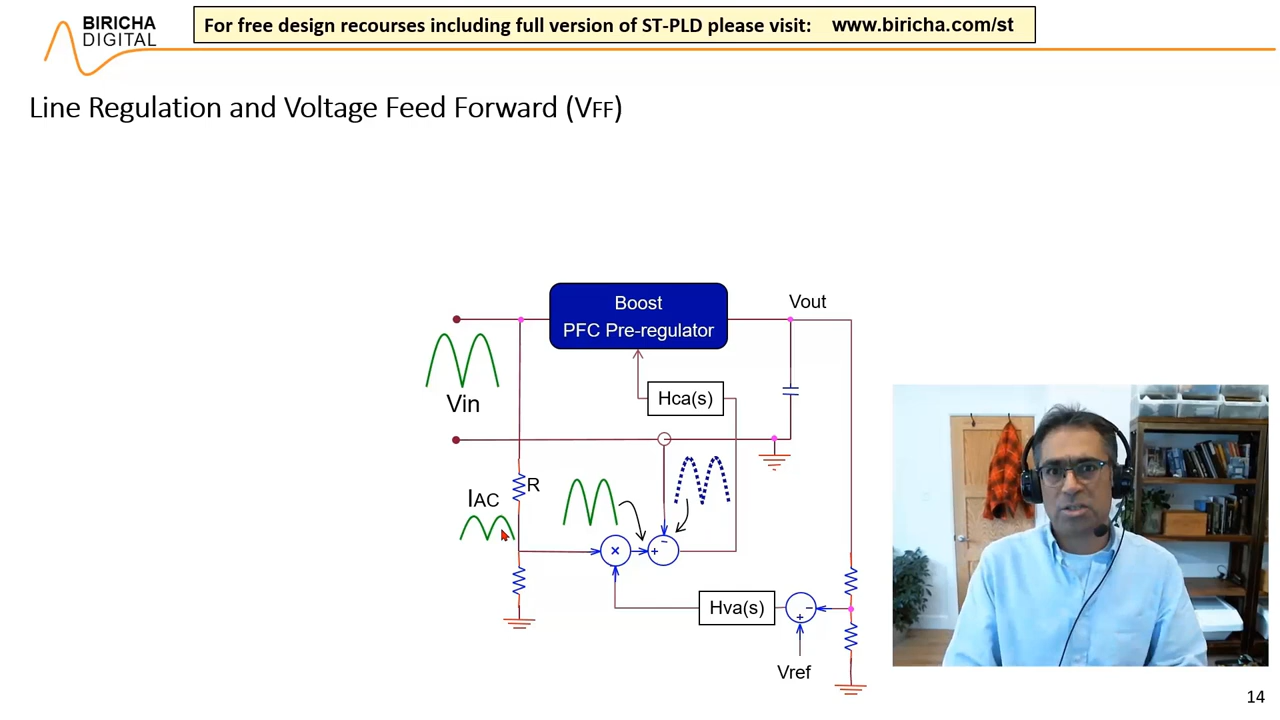 BIRICHA
DIGITAL
For free design recourses including full version of ST-PLD please visit: www.biricha.com/st
Line Regulation and Voltage Feed Forward (VFF)
Boost
PFC Pre-regulator
Vout
Vin
Hca(s)
R
IAC
×
+
−
Hva(s)
−
+
Vref
14